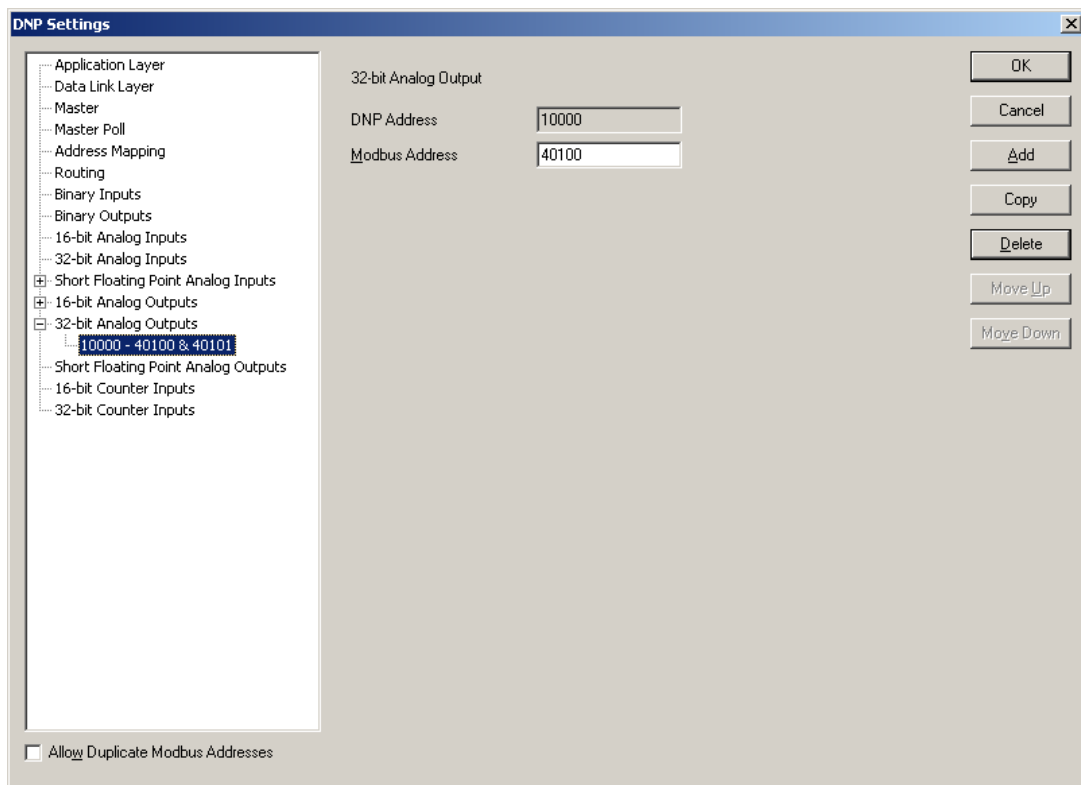 DNP Settings
Application Layer
Data Link Layer
Master
Master Poll
Address Mapping
Routing
Binary Inputs
Binary Outputs
16-bit Analog Inputs
32-bit Analog Inputs
Short Floating Point Analog Inputs
16-bit Analog Outputs
32-bit Analog Outputs
10000 - 40100 & 40101
Short Floating Point Analog Outputs
16-bit Counter Inputs
32-bit Counter Inputs
Allow Duplicate Modbus Addresses
32-bit Analog Output
DNP Address 10000
Modbus Address 40100
OK
Cancel
Add
Copy
Delete
Move Up
Move Down